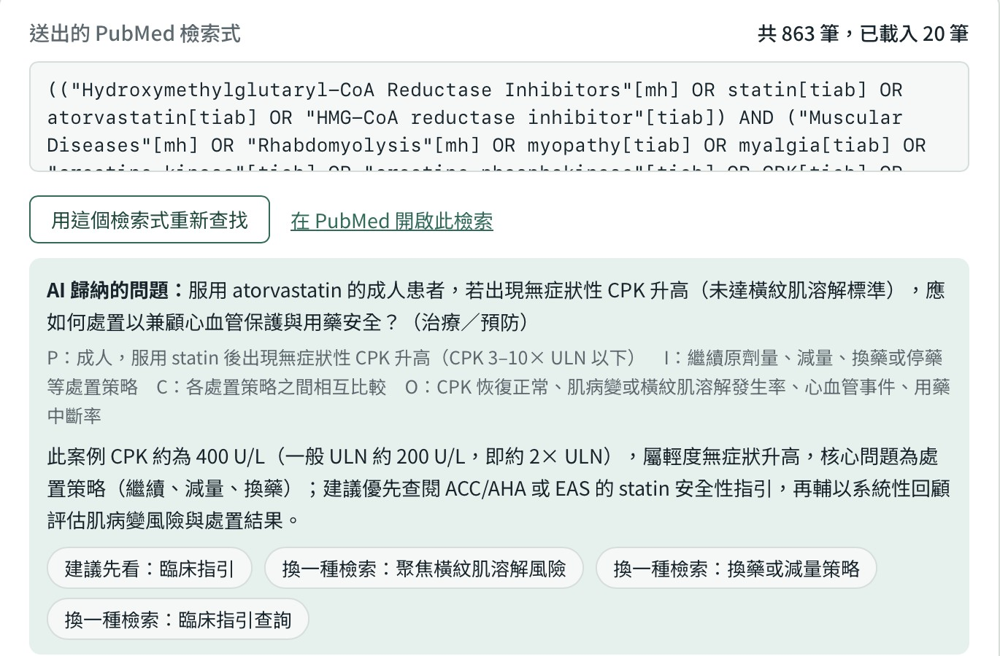 送出的 PubMed 檢索式
共 863 筆，已載入 20 筆
(("Hydroxymethylglutaryl-CoA Reductase Inhibitors"[mh] OR statin[tiab] OR
atorvastatin[tiab] OR "HMG-CoA reductase inhibitor"[tiab]) AND ("Muscular
Diseases"[mh] OR "Rhabdomyolysis"[mh] OR myopathy[tiab] OR myalgia[tiab] OR
"creatine kinase"[tiab] OR "creatine phosphokinase"[tiab] OR CPK[tiab] OR
用這個檢索式重新查找
在 PubMed 開啟此檢索
AI 歸納的問題：服用 atorvastatin 的成人患者，若出現無症狀性 CPK 升高（未達橫紋肌溶解標準），應
如何處置以兼顧心血管保護與用藥安全？（治療／預防）
P：成人，服用 statin 後出現無症狀性 CPK 升高（CPK 3–10× ULN 以下） I：繼續原劑量、減量、換藥或停藥
等處置策略 C：各處置策略之間相互比較 O：CPK 恢復正常、肌病變或橫紋肌溶解發生率、心血管事件、用藥
中斷率
此案例 CPK 約為 400 U/L（一般 ULN 約 200 U/L，即約 2× ULN），屬輕度無症狀升高，核心問題為處
置策略（繼續、減量、換藥）；建議優先查閱 ACC/AHA 或 EAS 的 statin 安全性指引，再輔以系統性回顧
評估肌病變風險與處置結果。
建議先看：臨床指引
換一種檢索：聚焦橫紋肌溶解風險
換一種檢索：換藥或減量策略
換一種檢索：臨床指引查詢